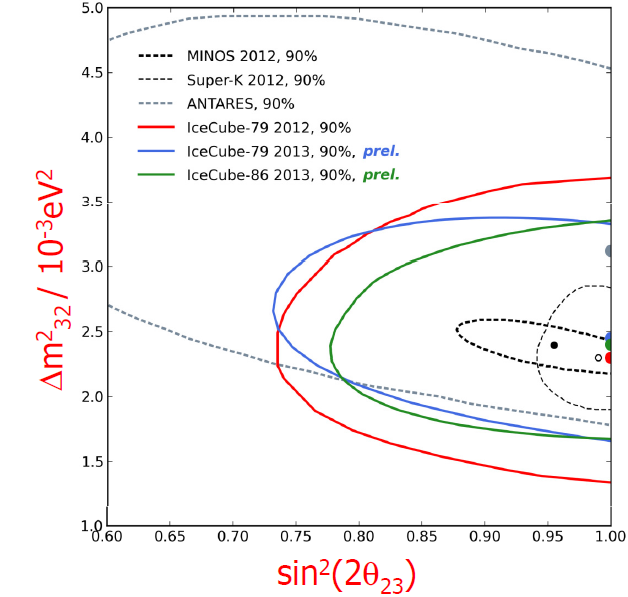 5.0
4.5
4.0
3.5
3.0
2.5
2.0
1.5
1.0
MINOS 2012, 90%
Super-K 2012, 90%
ANTARES, 90%
IceCube-79 2012, 90%
IceCube-79 2013, 90%, prel.
IceCube-86 2013, 90%, prel.
Δm²₃₂ / 10⁻³eV²
0.60 0.65 0.70 0.75 0.80 0.85 0.90 0.95 1.00
sin²(2θ₂₃)